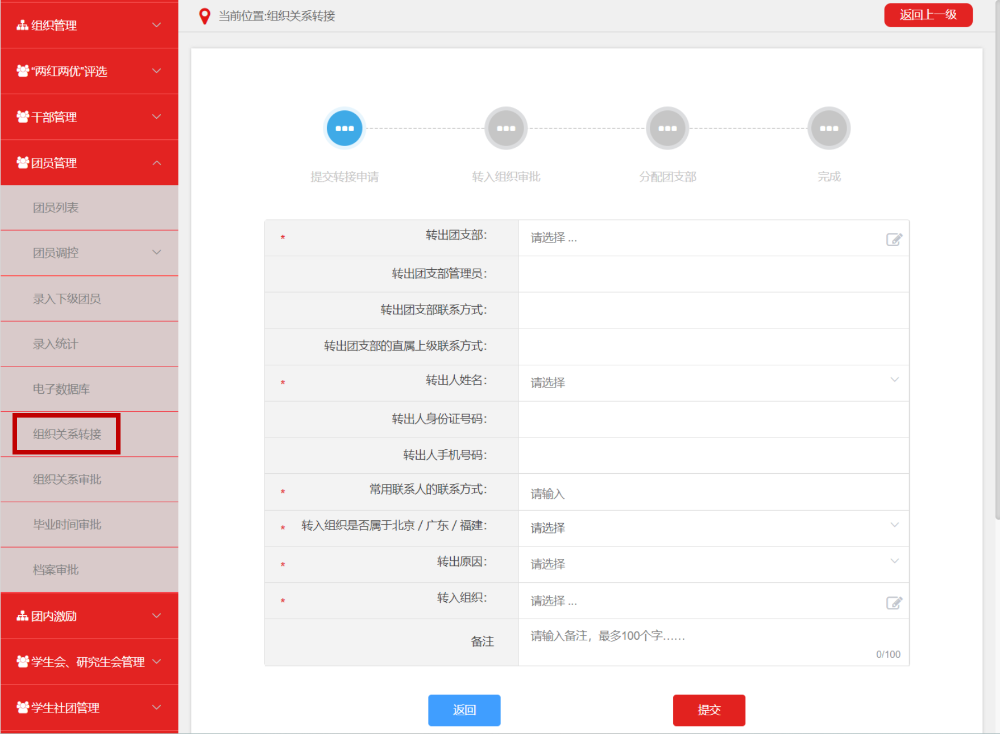 组织管理
“两红两优”评选
干部管理
团员管理
团员列表
团员调控
录入下级团员
录入统计
电子数据库
组织关系转接
组织关系审批
毕业时间审批
档案审批
团内激励
学生会、研究生会管理
学生社团管理
当前位置:组织关系转接
返回上一级
提交转接申请
转入组织审批
分配团支部
完成
* 转出团支部: 请选择 ...
转出团支部管理员:
转出团支部联系方式:
转出团支部的直属上级联系方式:
* 转出人姓名: 请选择
转出人身份证号码:
转出人手机号码:
* 常用联系人的联系方式: 请输入
* 转入组织是否属于北京 / 广东 / 福建: 请选择
* 转出原因: 请选择
* 转入组织: 请选择 ...
备注 请输入备注，最多100个字……
0/100
返回
提交